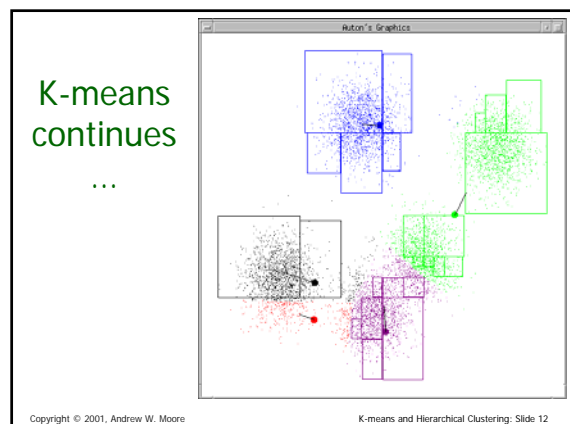 Auton's Graphics
K-means
continues
...
Copyright © 2001, Andrew W. Moore
K-means and Hierarchical Clustering: Slide 12